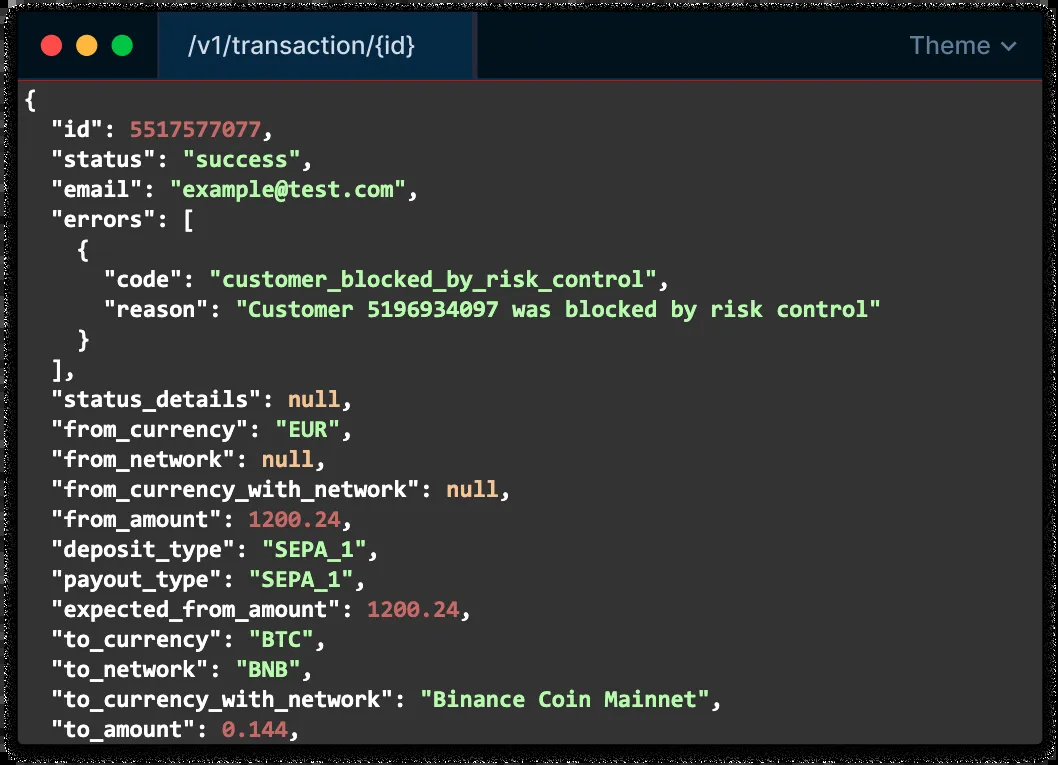 /v1/transaction/{id}
Theme
{
"id": 5517577077,
"status": "success",
"email": "example@test.com",
"errors": [
{
"code": "customer_blocked_by_risk_control",
"reason": "Customer 5196934097 was blocked by risk control"
}
],
"status_details": null,
"from_currency": "EUR",
"from_network": null,
"from_currency_with_network": null,
"from_amount": 1200.24,
"deposit_type": "SEPA_1",
"payout_type": "SEPA_1",
"expected_from_amount": 1200.24,
"to_currency": "BTC",
"to_network": "BNB",
"to_currency_with_network": "Binance Coin Mainnet",
"to_amount": 0.144,